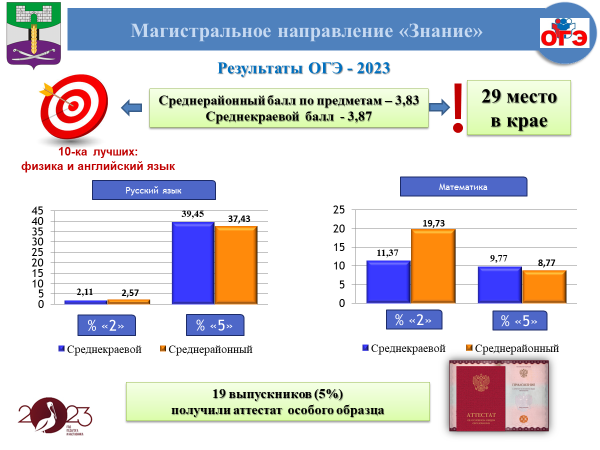 Магистральное направление «Знание»
ОГЭ
Результаты ОГЭ - 2023
Среднерайонный балл по предметам – 3,83
Среднекраевой балл - 3,87
!
29 место
в крае
10-ка лучших:
физика и английский язык
Русский язык
45
40
35
30
25
20
15
10
5
0
2,11
2,57
39,45
37,43
% «2»
% «5»
Среднекраевой
Среднерайонный
Математика
25
20
15
10
5
0
11,37
19,73
9,77
8,77
% «2»
% «5»
Среднекраевой
Среднерайонный
19 выпускников (5%)
получили аттестат особого образца
2023
АТТЕСТАТ